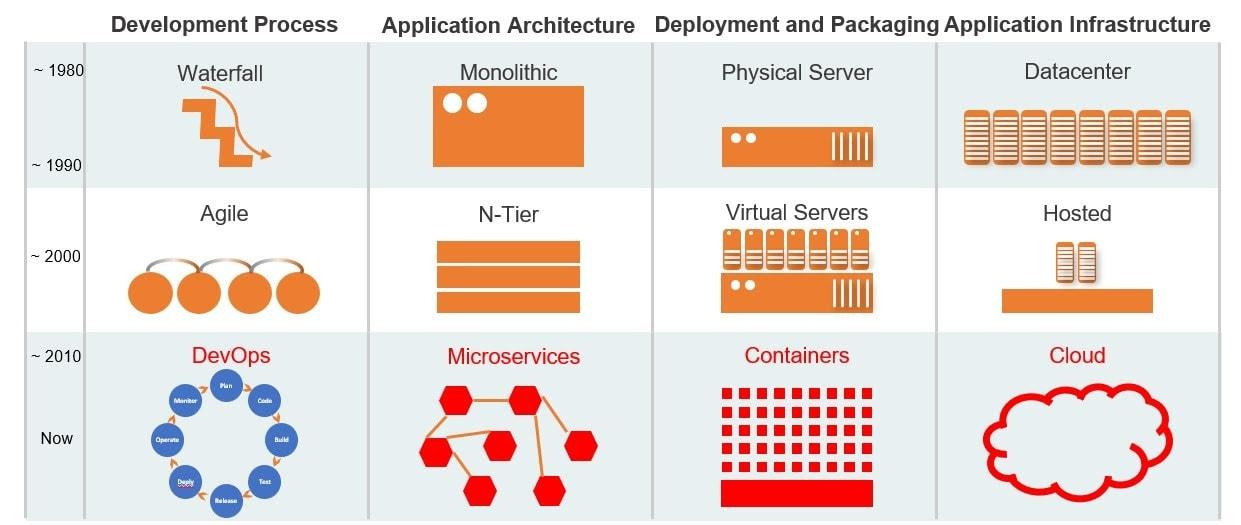 Development Process
Application Architecture
Deployment and Packaging
Application Infrastructure
~ 1980
Waterfall
Monolithic
Physical Server
Datacenter
~ 1990
Agile
N-Tier
Virtual Servers
Hosted
~ 2000
~ 2010
DevOps
Microservices
Containers
Cloud
Now
Plan
Code
Build
Test
Release
Deply
Operate
Monitor